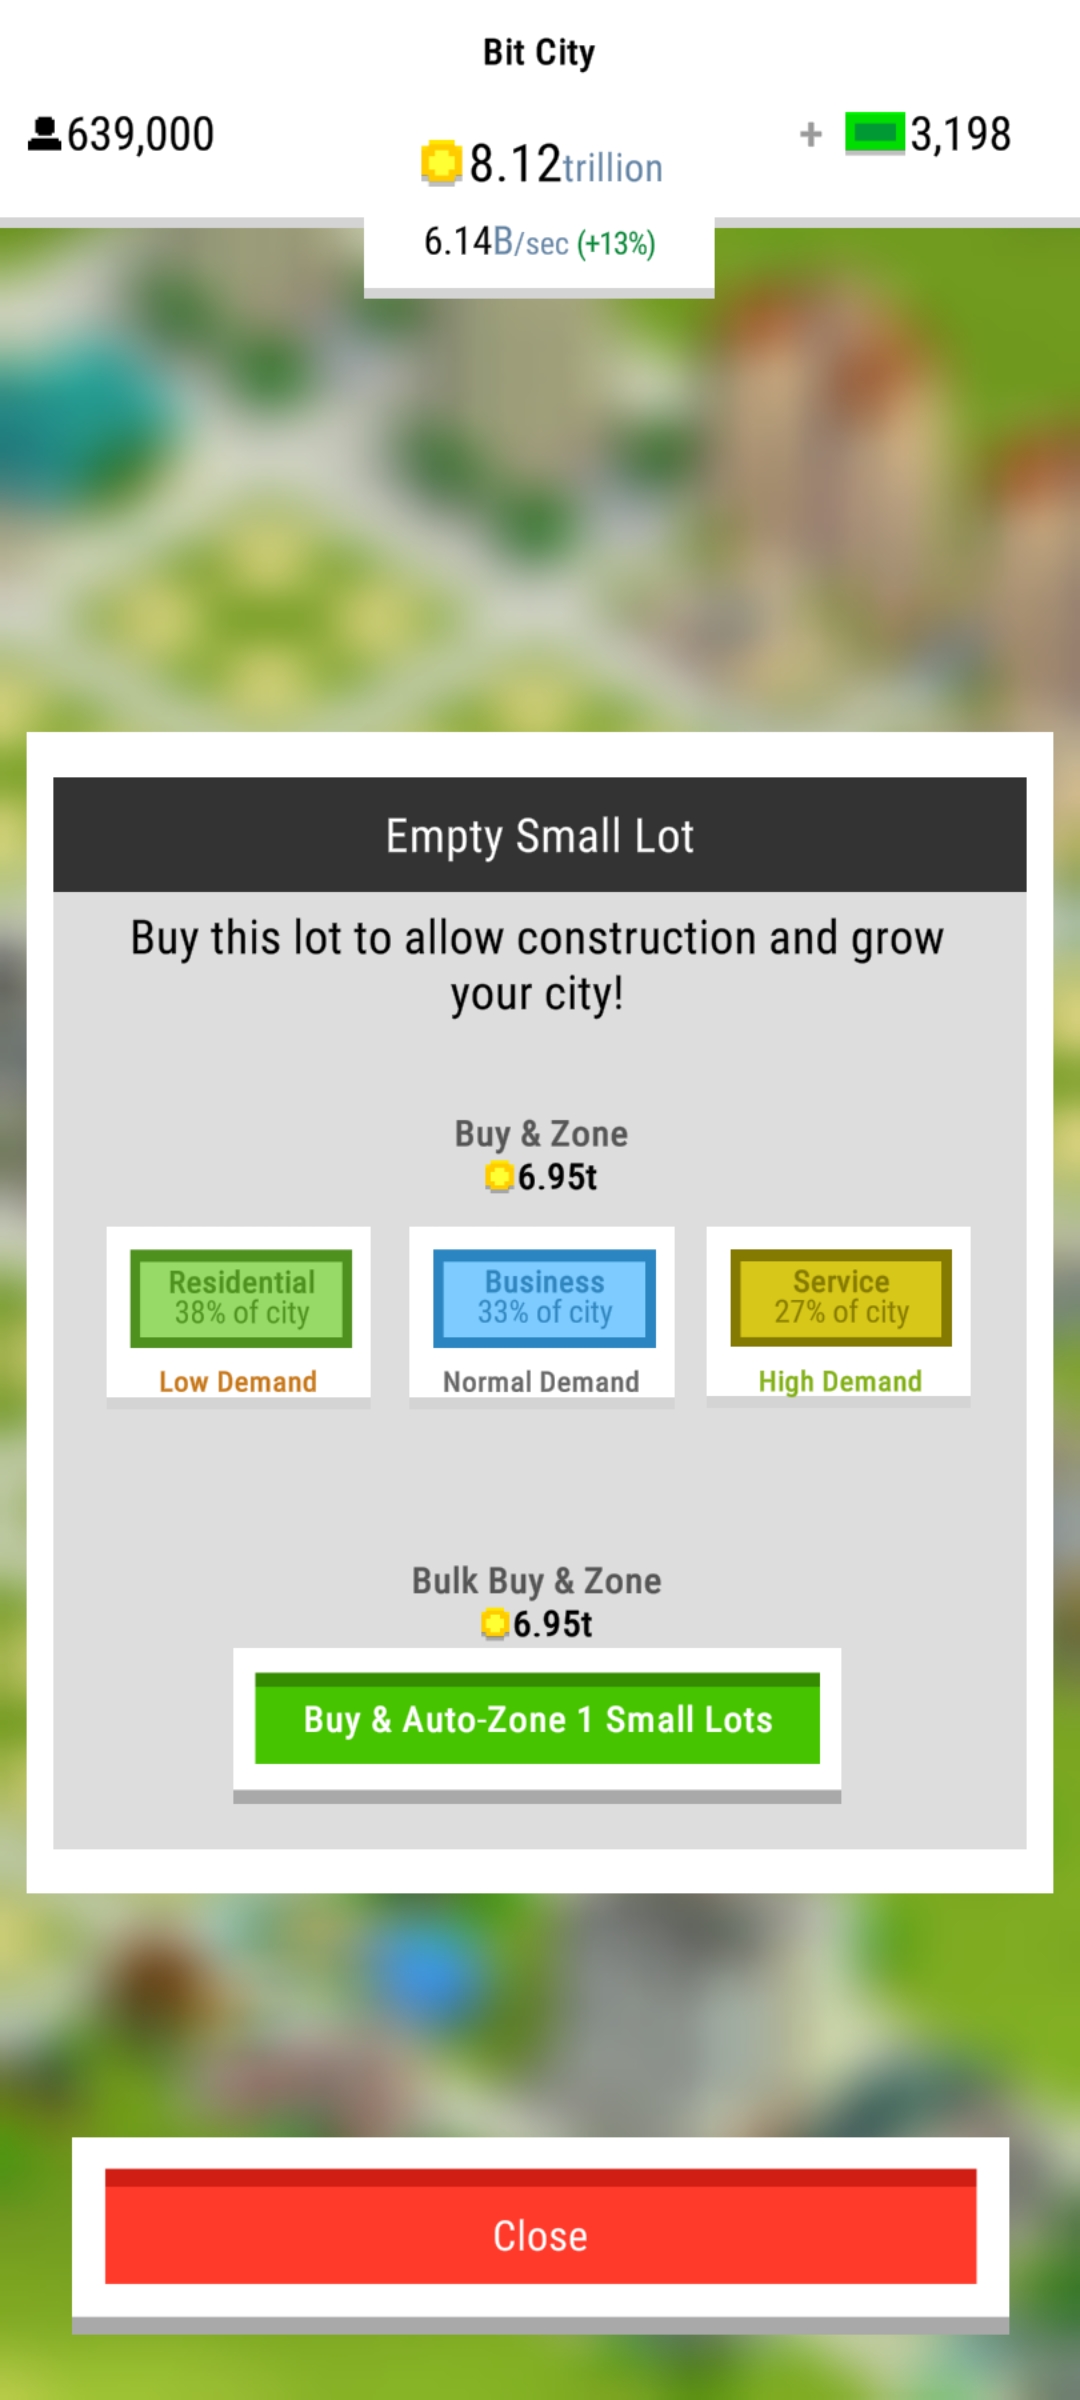 Bit City
639,000
8.12trillion
+ 3,198
6.14B/sec (+13%)
Empty Small Lot
Buy this lot to allow construction and grow
your city!
Buy & Zone
6.95t
Residential
38% of city
Low Demand
Business
33% of city
Normal Demand
Service
27% of city
High Demand
Bulk Buy & Zone
6.95t
Buy & Auto-Zone 1 Small Lots
Close